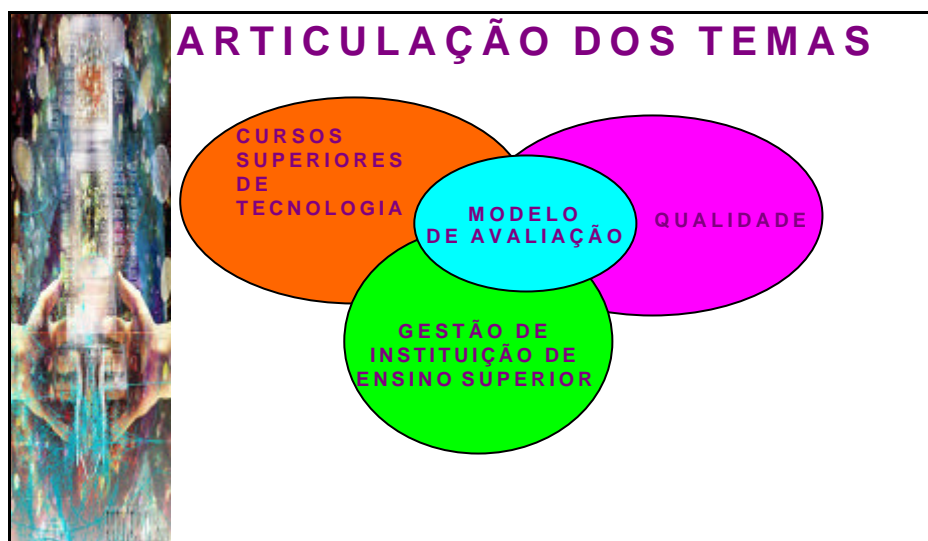 ARTICULAÇÃO DOS TEMAS
CURSOS
SUPERIORES
DE
TECNOLOGIA
MODELO
DE AVALIAÇÃO
QUALIDADE
GESTÃO DE
INSTITUIÇÃO DE
ENSINO SUPERIOR